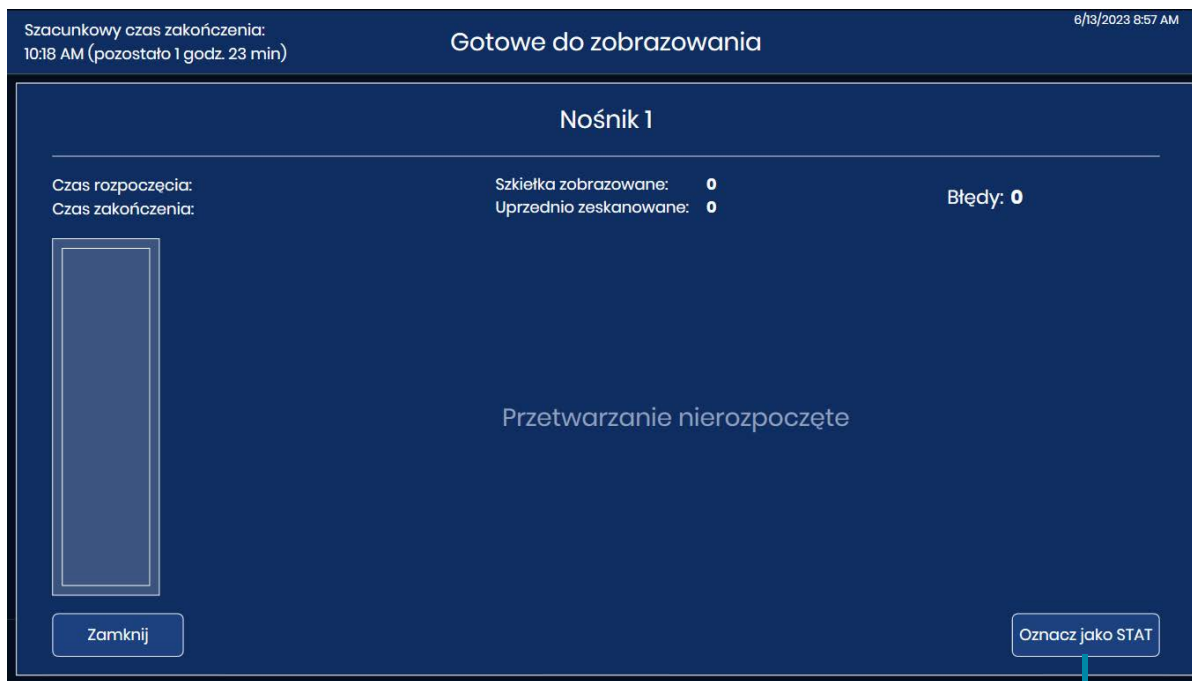 Szacunkowy czas zakończenia:
10:18 AM (pozostało 1 godz. 23 min)
Gotowe do zobrazowania
6/13/2023 8:57 AM
Nośnik 1
Czas rozpoczęcia:
Czas zakończenia:
Szkiełka zobrazowane: 0
Uprzednio zeskanowane: 0
Błędy: 0
Przetwarzanie nierozpoczęte
Zamknij
Oznacz jako STAT